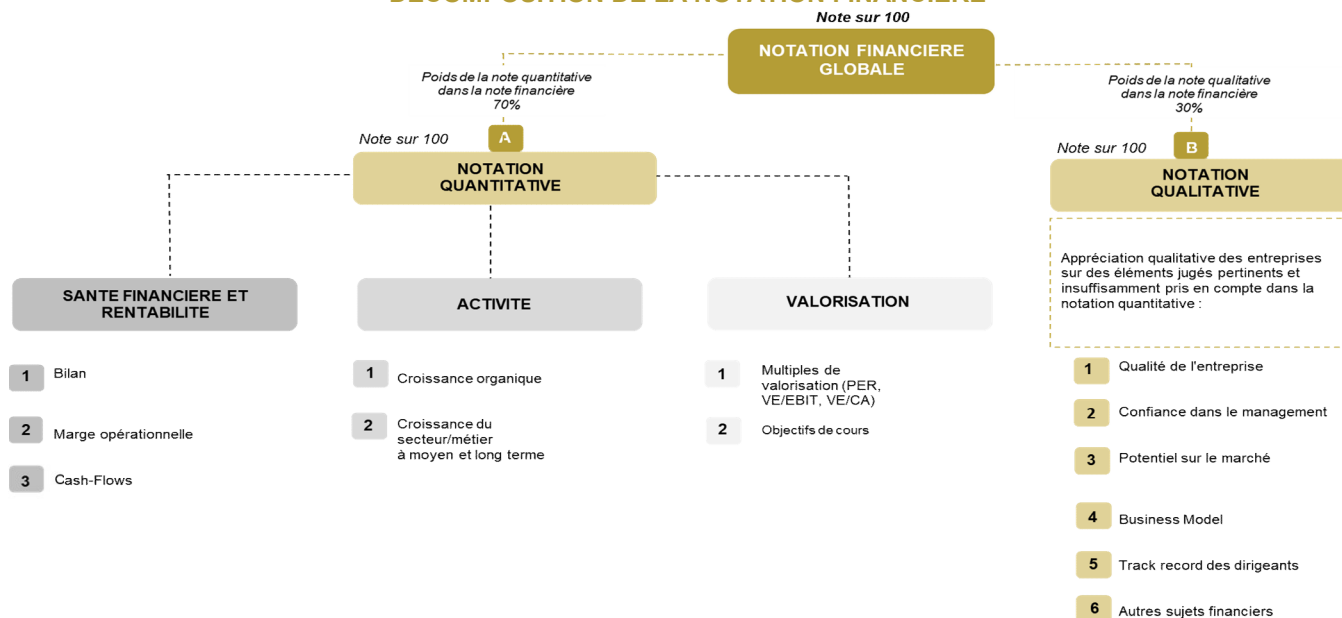 DECOMPOSITION DE LA NOTATION FINANCIERE
Note sur 100
NOTATION FINANCIERE
GLOBALE
Poids de la note quantitative
dans la note financière
70%
Poids de la note qualitative
dans la note financière
30%
Note sur 100
A
NOTATION
QUANTITATIVE
Note sur 100
B
NOTATION
QUALITATIVE
SANTE FINANCIERE ET
RENTABILITE
1 Bilan
2 Marge opérationnelle
3 Cash-Flows
ACTIVITE
1 Croissance organique
2 Croissance du
secteur/métier
à moyen et long terme
VALORISATION
1 Multiples de
valorisation (PER,
VE/EBIT, VE/CA)
2 Objectifs de cours
Appréciation qualitative des entreprises
sur des éléments jugés pertinents et
insuffisamment pris en compte dans la
notation quantitative :
1 Qualité de l'entreprise
2 Confiance dans le management
3 Potentiel sur le marché
4 Business Model
5 Track record des dirigeants
6 Autres sujets financiers